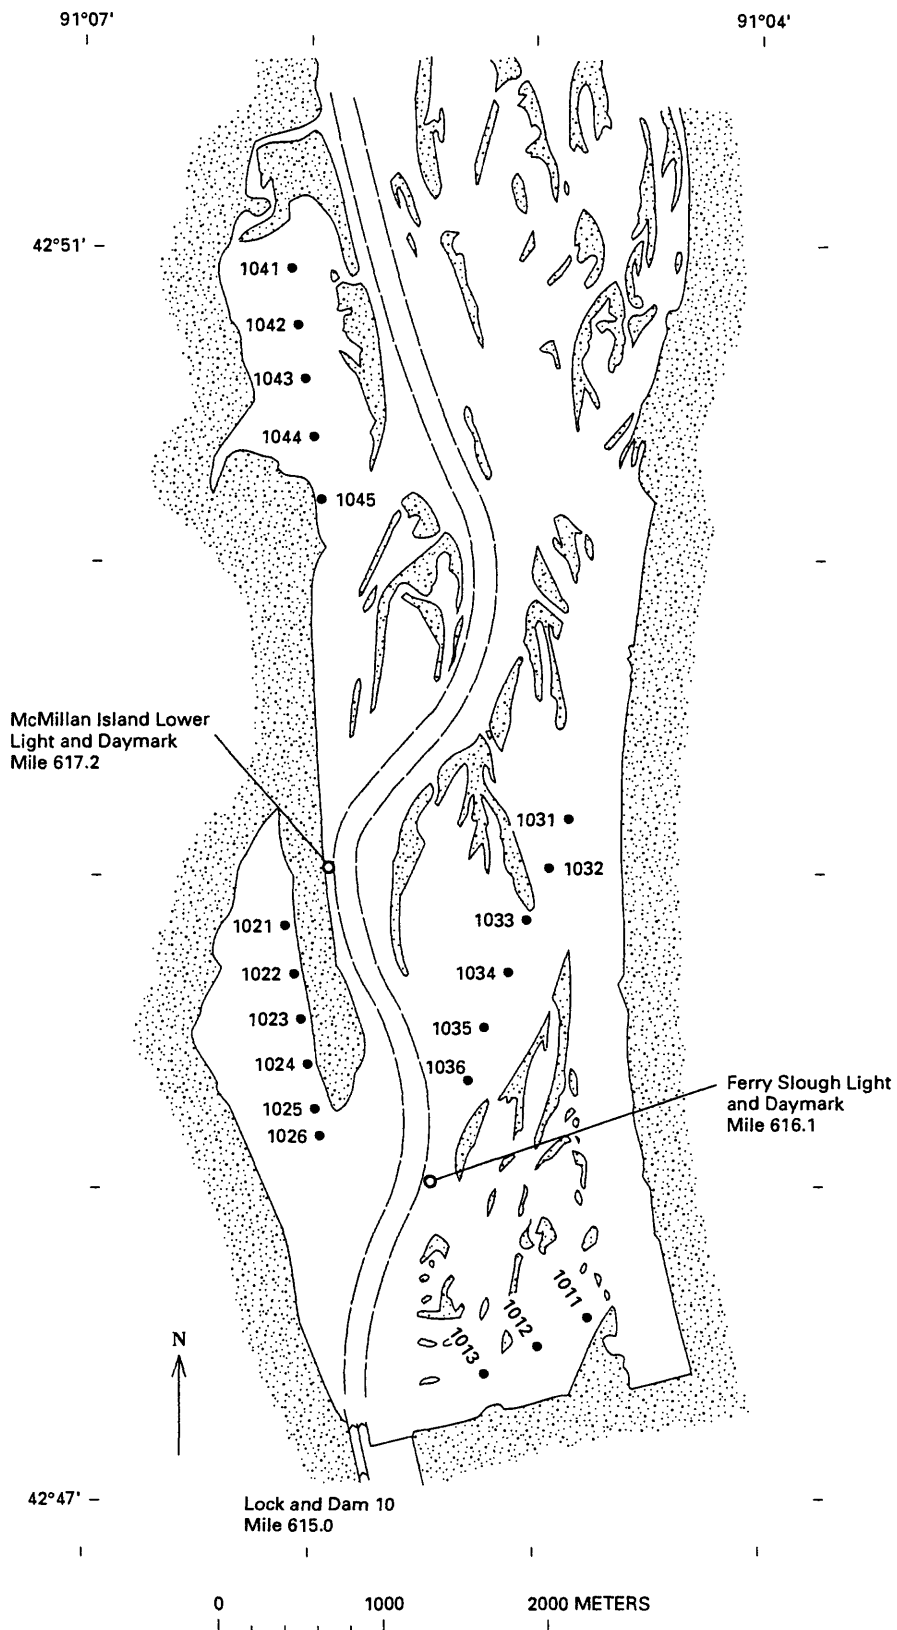 91°07'
91°04'
42°51'
1041
1042
1043
1044
1045
McMillan Island Lower
Light and Daymark
Mile 617.2
1031
1032
1021
1033
1022
1034
1023
1035
1024
1036
1025
1026
Ferry Slough Light
and Daymark
Mile 616.1
1011
1012
1013
N
42°47'
Lock and Dam 10
Mile 615.0
0 1000 2000 METERS